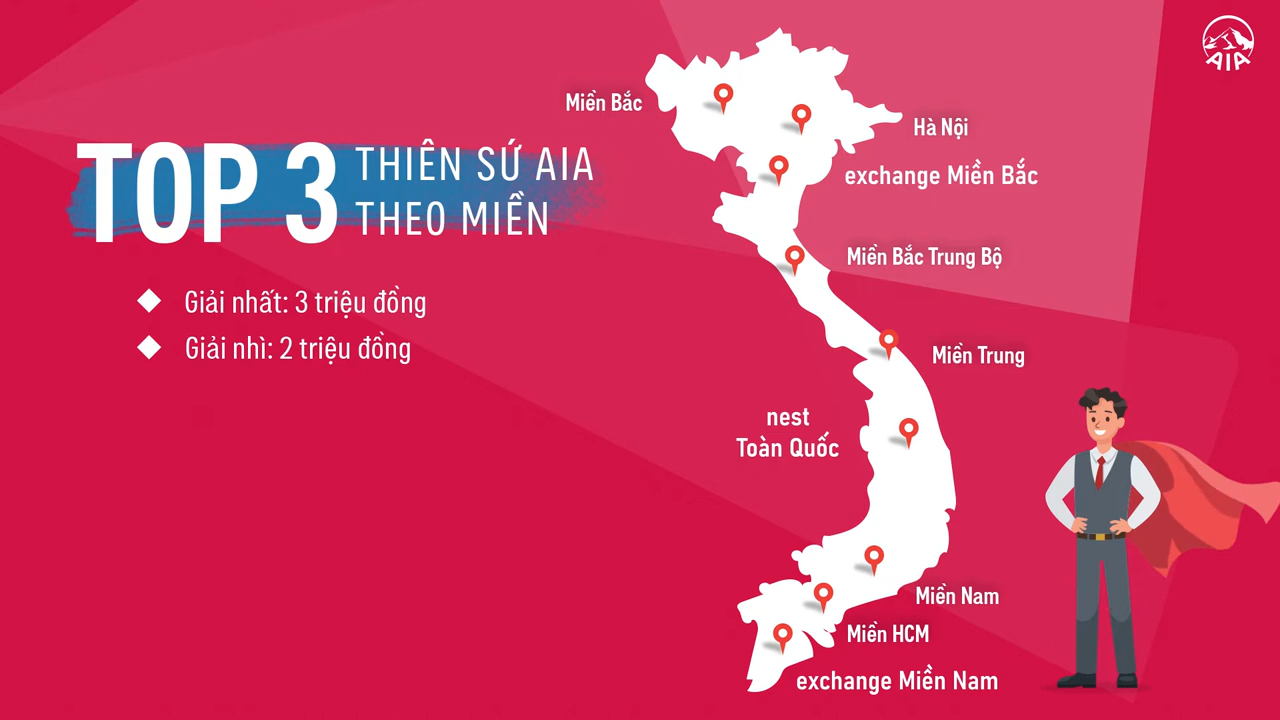 AIA
TOP 3
THIÊN SỨ AIA
THEO MIỀN
Giải nhất: 3 triệu đồng
Giải nhì: 2 triệu đồng
Miền Bắc
Hà Nội
exchange Miền Bắc
Miền Bắc Trung Bộ
Miền Trung
nest
Toàn Quốc
Miền Nam
Miền HCM
exchange Miền Nam